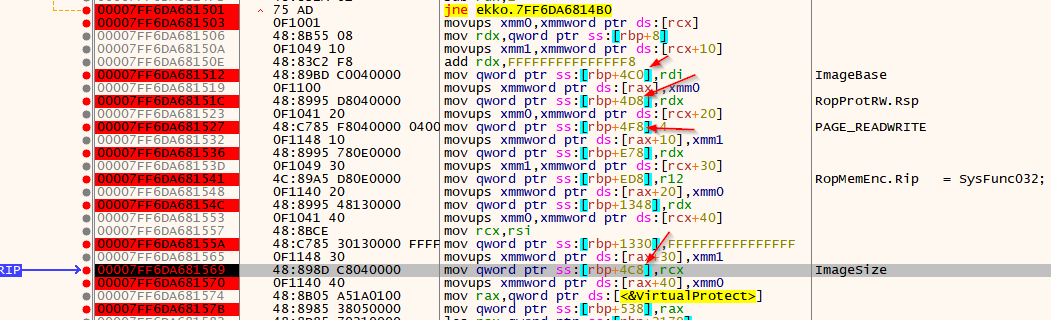 00007FF6DA681501 75 AD jne ekko.7FF6DA6814B0
00007FF6DA681503 0F1001 movups xmm0,xmmword ptr ds:[rcx]
00007FF6DA681506 48:8B55 08 mov rdx,qword ptr ss:[rbp+8]
00007FF6DA68150A 0F1049 10 movups xmm1,xmmword ptr ds:[rcx+10]
00007FF6DA68150E 48:83C2 F8 add rdx,FFFFFFFFFFFFFFF8
00007FF6DA681512 48:89BD C0040000 mov qword ptr ss:[rbp+4C0],rdi ImageBase
00007FF6DA681519 0F1100 movups xmmword ptr ds:[rax],xmm0
00007FF6DA68151C 48:8995 D8040000 mov qword ptr ss:[rbp+4D8],rdx RopProtRW.Rsp
00007FF6DA681523 0F1041 20 movups xmm0,xmmword ptr ds:[rcx+20]
00007FF6DA681527 48:C785 F8040000 0400 mov qword ptr ss:[rbp+4F8],4 PAGE_READWRITE
00007FF6DA681532 0F1148 10 movups xmmword ptr ds:[rax+10],xmm1
00007FF6DA681536 48:8995 780E0000 mov qword ptr ss:[rbp+E78],rdx
00007FF6DA68153D 0F1049 30 movups xmm1,xmmword ptr ds:[rcx+30]
00007FF6DA681541 4C:89A5 D80E0000 mov qword ptr ss:[rbp+ED8],r12 RopMemEnc.Rip = SysFunc032;
00007FF6DA681548 0F1140 20 movups xmmword ptr ds:[rax+20],xmm0
00007FF6DA68154C 48:8995 48130000 mov qword ptr ss:[rbp+1348],rdx
00007FF6DA681553 0F1041 40 movups xmm0,xmmword ptr ds:[rcx+40]
00007FF6DA681557 48:8BCE mov rcx,rsi
00007FF6DA68155A 48:C785 30130000 FFFF mov qword ptr ss:[rbp+1330],FFFFFFFFFFFFFFFF
00007FF6DA681565 0F1148 30 movups xmmword ptr ds:[rax+30],xmm1
RIP 00007FF6DA681569 48:898D C8040000 mov qword ptr ss:[rbp+4C8],rcx ImageSize
00007FF6DA681570 0F1140 40 movups xmmword ptr ds:[rax+40],xmm0
00007FF6DA681574 48:8B05 A51A0100 mov rax,qword ptr ds:[<&VirtualProtect>]
00007FF6DA68157B 48:8985 38050000 mov qword ptr ss:[rbp+538],rax